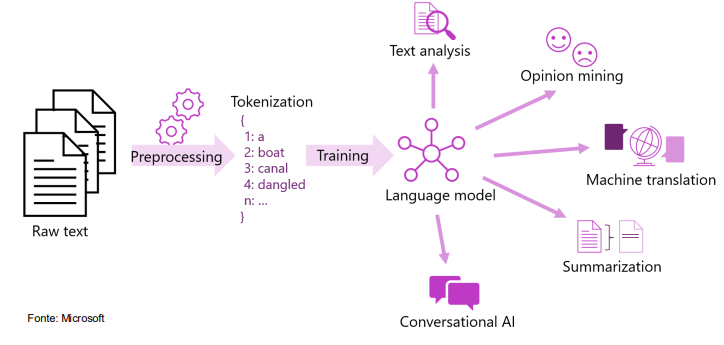 Raw text
Preprocessing
Tokenization
{
1: a
2: boat
3: canal
4: dangled
n: ...
}
Training
Language model
Text analysis
Opinion mining
Machine translation
Summarization
Conversational AI
Fonte: Microsoft